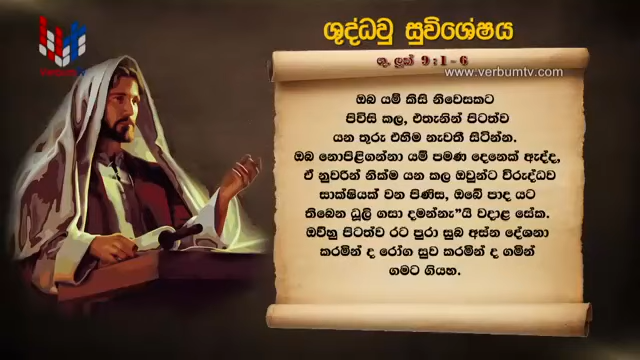 ශුද්ධවූ සුවිශේෂය
ශු. ලූක් 9:1-6
www.verbumtv.com
VerbumTV
ඔබ යම් කිසි නිවෙසකට
පිවිසි කල, එතැනින් පිටත්ව
යන තුරු එහිම නැවතී සිටින්න.
ඔබ නොපිළිගන්නා යම් පමණ දෙනෙක් ඇද්ද,
ඒ නුවරින් නික්ම යන කල ඔවුන්ට විරුද්ධව
සාක්ෂියක් වන පිණිස, ඔබේ පාද යට
තිබෙන ධූලි ගසා දමන්නැ”යි වදාළ සේක.
ඔව්හු පිටත්ව රට පුරා සුබ අස්න දේශනා
කරමින් ද රෝග සුව කරමින් ද ගමින්
ගමට ගියහ.